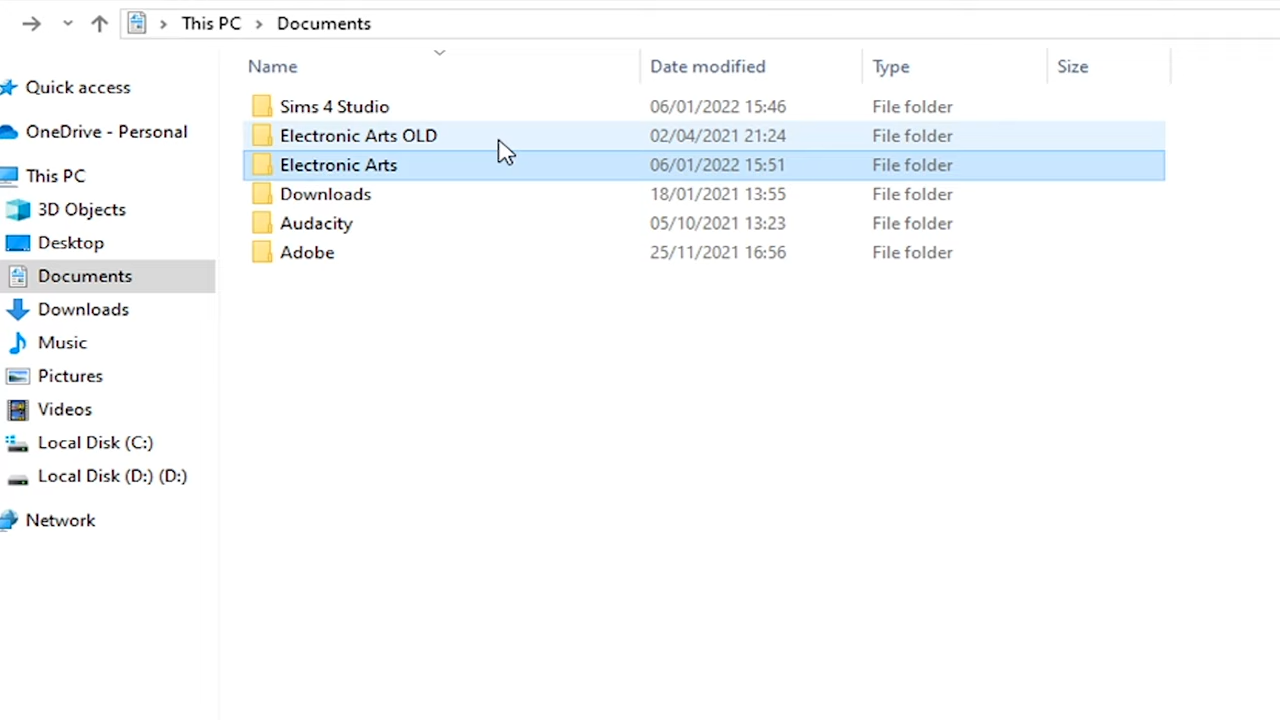 This PC > Documents
Name Date modified Type Size
Quick access
OneDrive - Personal
This PC
3D Objects
Desktop
Documents
Downloads
Music
Pictures
Videos
Local Disk (C:)
Local Disk (D:) (D:)
Network
Sims 4 Studio 06/01/2022 15:46 File folder
Electronic Arts OLD 02/04/2021 21:24 File folder
Electronic Arts 06/01/2022 15:51 File folder
Downloads 18/01/2021 13:55 File folder
Audacity 05/10/2021 13:23 File folder
Adobe 25/11/2021 16:56 File folder